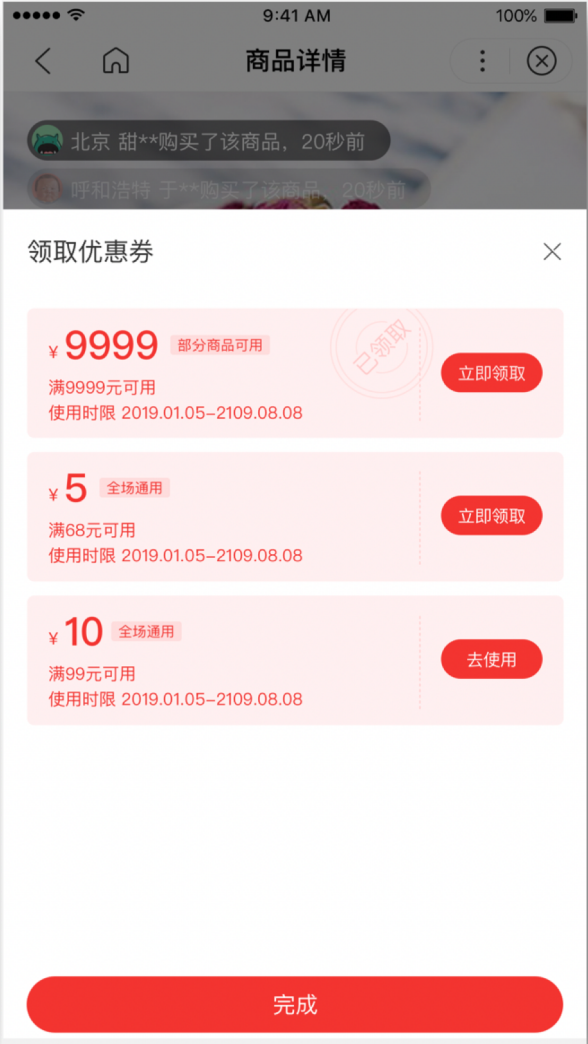 9:41 AM
100%
商品详情
北京 甜**购买了该商品，20秒前
呼和浩特 于**购买了该商品，20秒前
领取优惠券
¥ 9999 部分商品可用
已领取
立即领取
满9999元可用
使用时限 2019.01.05-2109.08.08
¥ 5 全场通用
立即领取
满68元可用
使用时限 2019.01.05-2109.08.08
¥ 10 全场通用
去使用
满99元可用
使用时限 2019.01.05-2109.08.08
完成